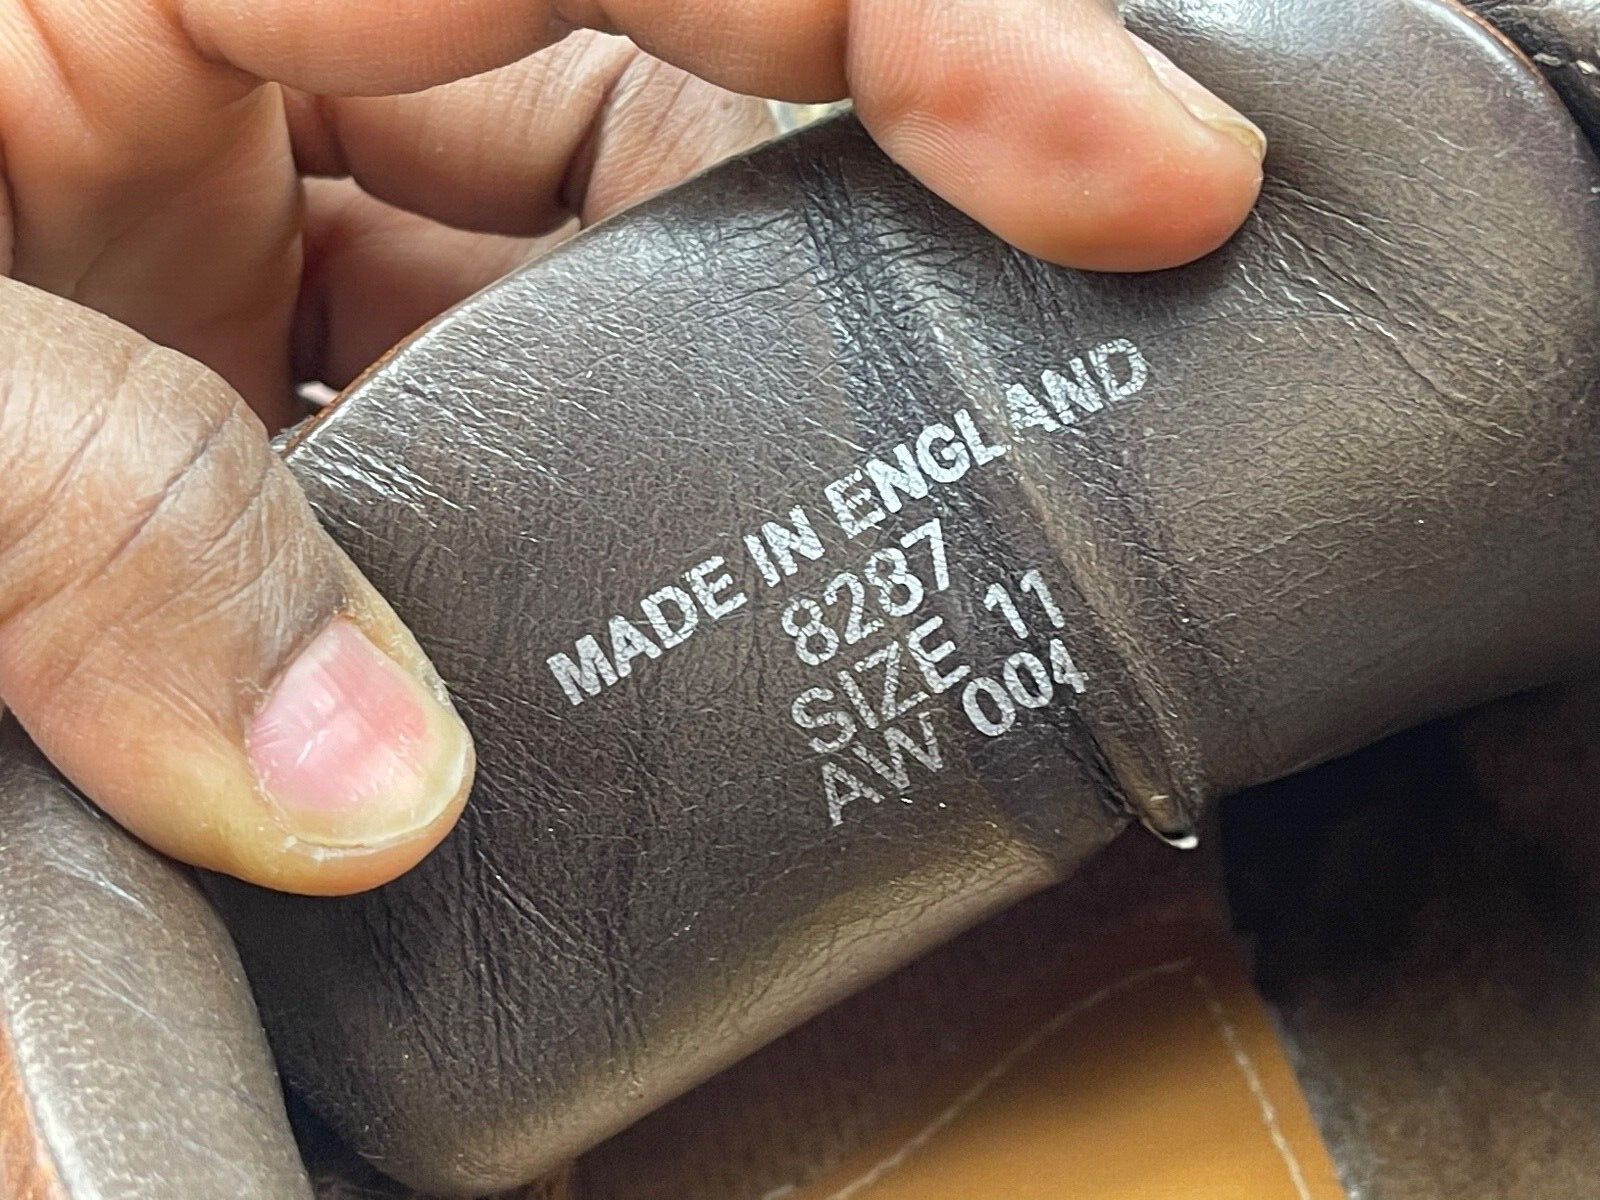 MADE IN ENGLAND
8287
SIZE 11
AW 004